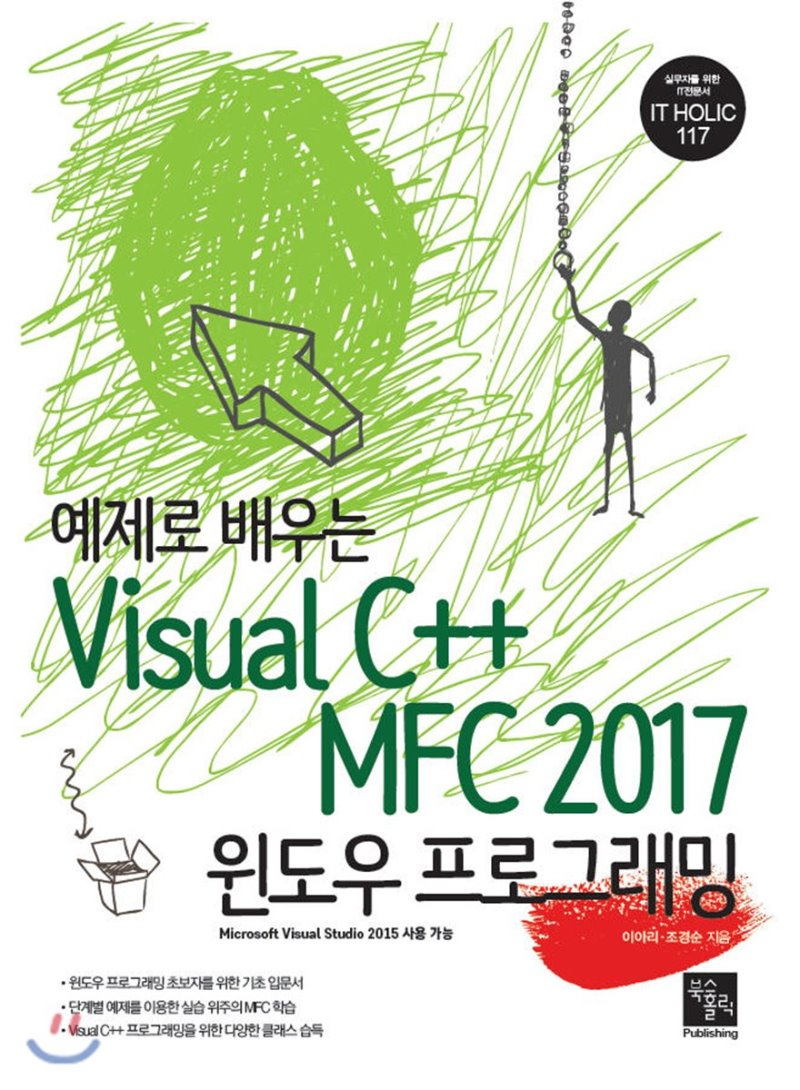 실무자를 위한
IT전문서
IT HOLIC
117
예제로 배우는
Visual C++
MFC 2017
윈도우 프로그래밍
Microsoft Visual Studio 2015 사용 가능
이아리 · 조경순 지음
• 윈도우 프로그래밍 초보자를 위한 기초 입문서
• 단계별 예제를 이용한 실습 위주의 MFC 학습
• Visual C++ 프로그래밍을 위한 다양한 클래스 습득
북스
홀릭
Publishing